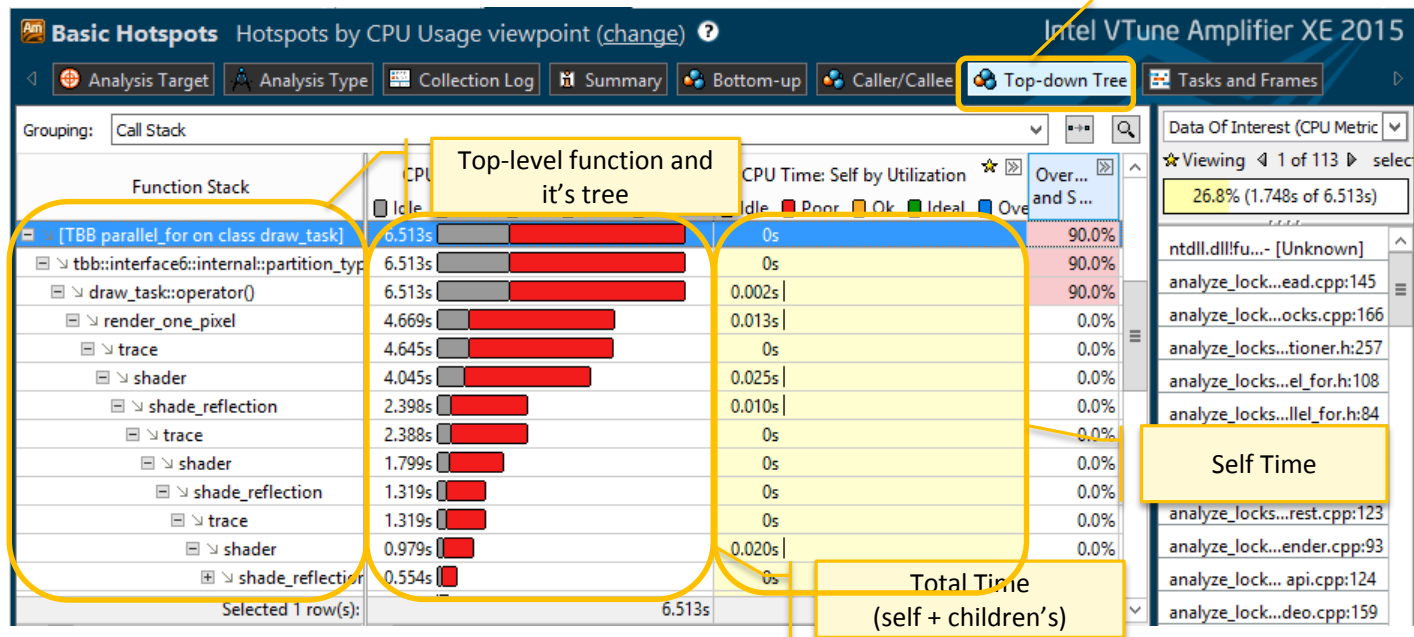 Basic Hotspots Hotspots by CPU Usage viewpoint (change) ? Intel VTune Amplifier XE 2015
Analysis Target Analysis Type Collection Log Summary Bottom-up Caller/Callee Top-down Tree Tasks and Frames
Grouping: Call Stack
Data Of Interest (CPU Metric
Viewing 1 of 113 selec
26.8% (1.748s of 6.513s)
Function Stack
Top-level function and
it's tree
CPU Time: Self by Utilization
Over...
and S...
Idle Poor Ok Ideal Ove
[TBB parallel_for on class draw_task] 6.513s 0s 90.0%
tbb::interface6::internal::partition_typ 6.513s 0s 90.0%
draw_task::operator() 6.513s 0.002s 90.0%
render_one_pixel 4.669s 0.013s 0.0%
trace 4.645s 0s 0.0%
shader 4.045s 0.025s 0.0%
shade_reflection 2.398s 0.010s 0.0%
trace 2.388s 0s 0.0%
shader 1.799s 0s 0.0%
shade_reflection 1.319s 0s 0.0%
trace 1.319s 0s 0.0%
shader 0.979s 0.020s 0.0%
shade_reflection 0.554s 0s
Selected 1 row(s): 6.513s
ntdll.dll!fu...- [Unknown]
analyze_lock...ead.cpp:145
analyze_lock...ocks.cpp:166
analyze_locks...tioner.h:257
analyze_locks...el_for.h:108
analyze_locks...llel_for.h:84
Self Time
analyze_locks...rest.cpp:123
analyze_lock...ender.cpp:93
analyze_lock... api.cpp:124
analyze_lock...deo.cpp:159
Total Time
(self + children's)